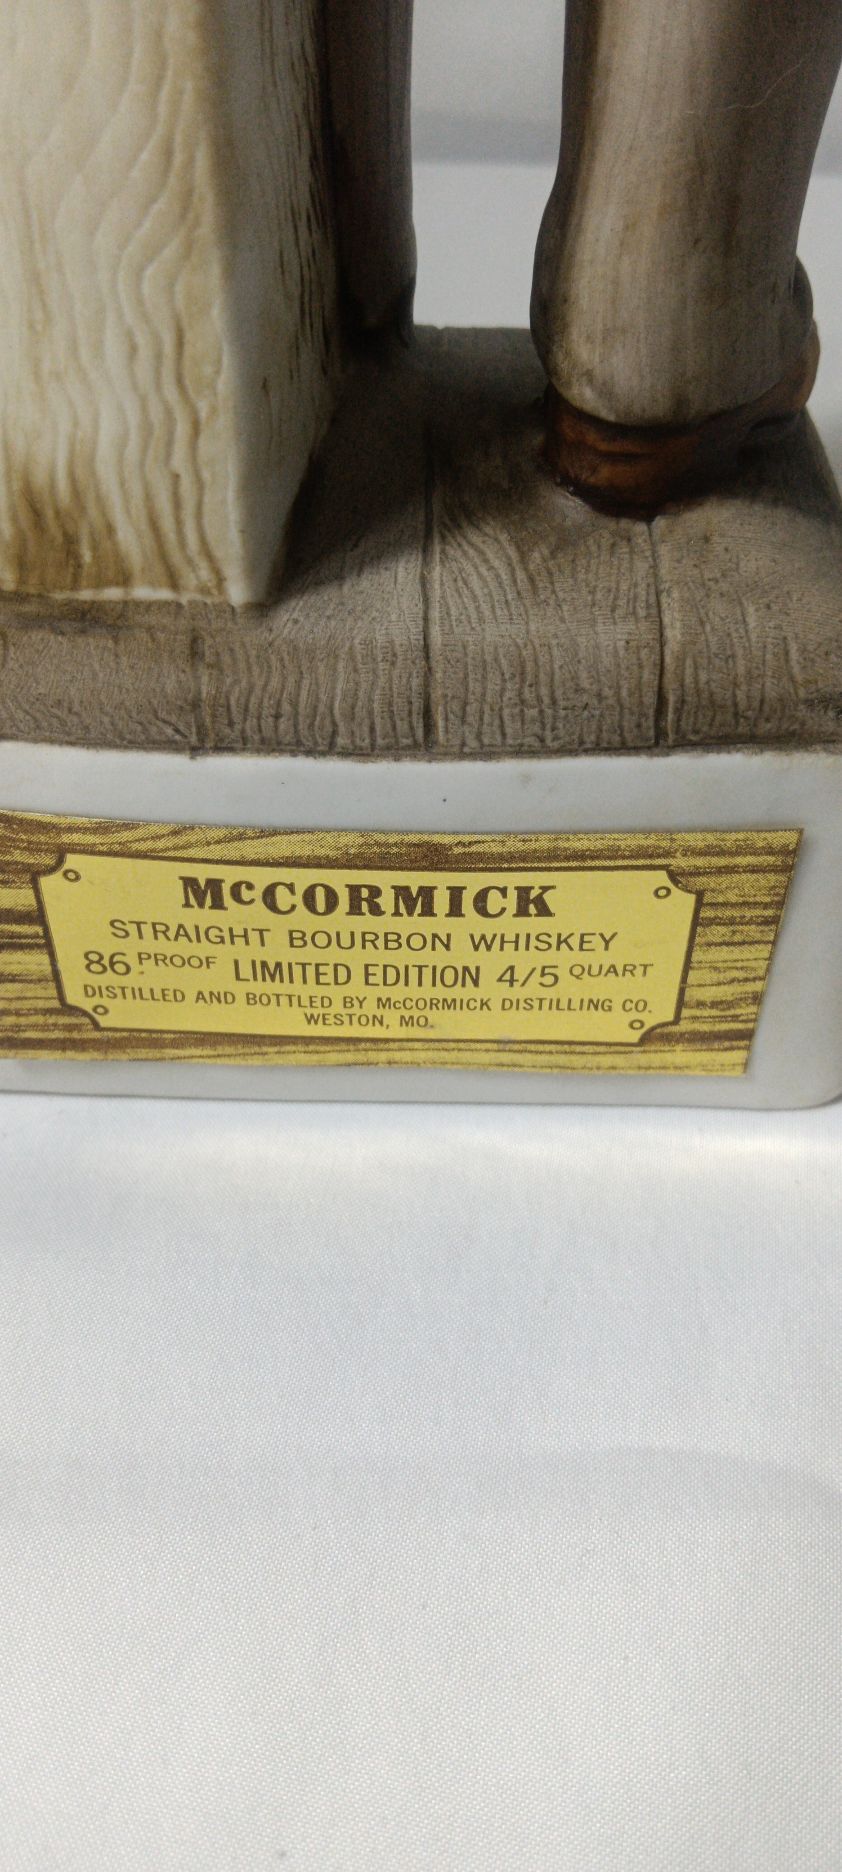 McCORMICK
STRAIGHT BOURBON WHISKEY
86 PROOF LIMITED EDITION 4/5 QUART
DISTILLED AND BOTTLED BY McCORMICK DISTILLING CO.
WESTON, MO.